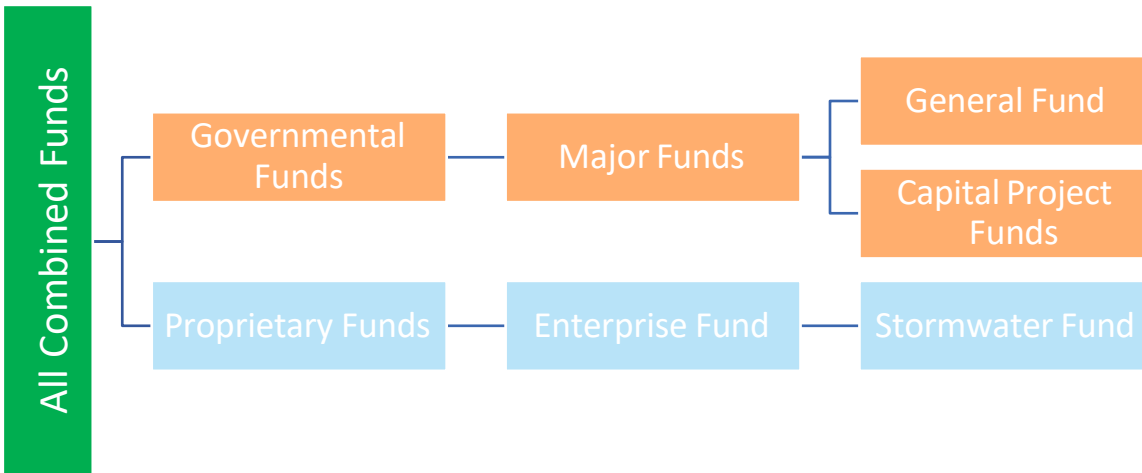 All Combined Funds
Governmental
Funds
Major Funds
General Fund
Capital Project
Funds
Proprietary Funds
Enterprise Fund
Stormwater Fund